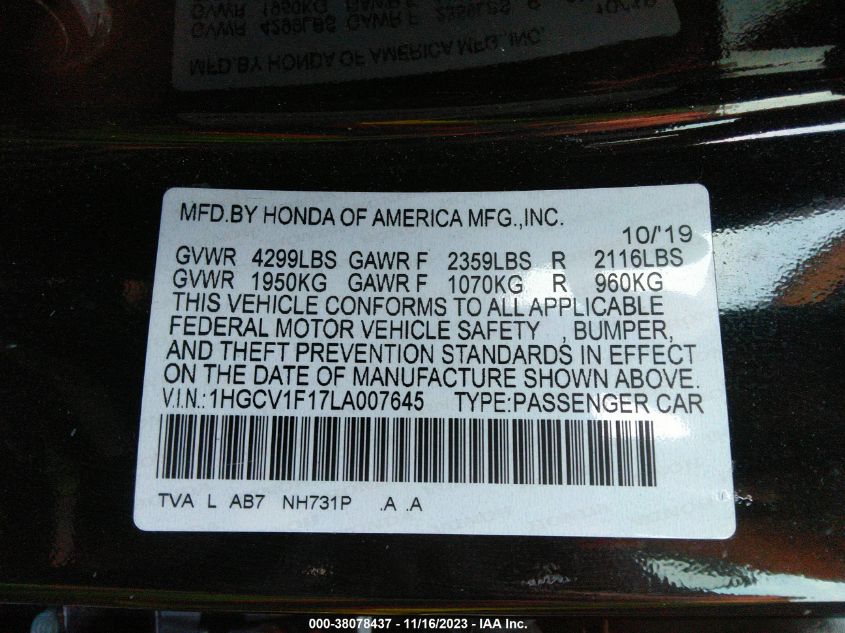 MFD.BY HONDA OF AMERICA MFG.,INC.
10/'19
GVWR 4299LBS GAWR F 2359LBS R 2116LBS
GVWR 1950KG GAWR F 1070KG R 960KG
THIS VEHICLE CONFORMS TO ALL APPLICABLE
FEDERAL MOTOR VEHICLE SAFETY , BUMPER,
AND THEFT PREVENTION STANDARDS IN EFFECT
ON THE DATE OF MANUFACTURE SHOWN ABOVE.
V.I.N.:1HGCV1F17LA007645 TYPE:PASSENGER CAR
TVA L AB7 NH731P .A .A
000-38078437 - 11/16/2023 - IAA Inc.